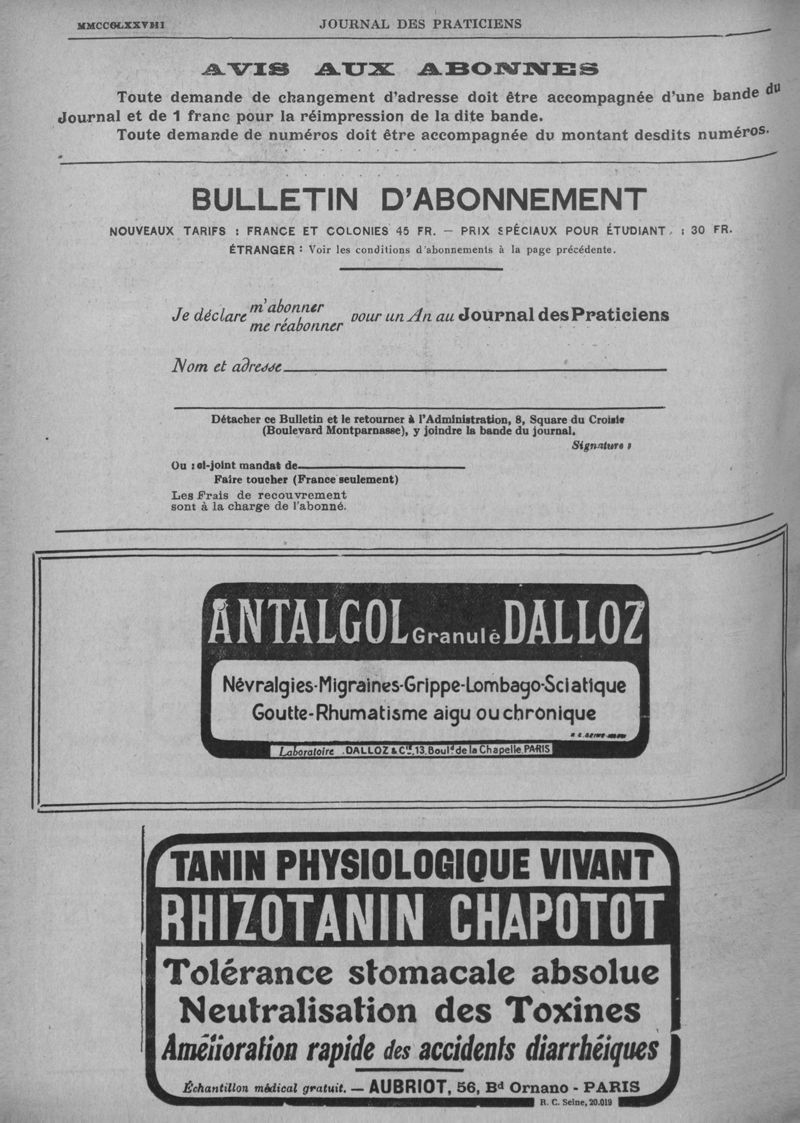 JOURNAL DES PRATICIENS
AVIS AUX ABONNES
Toute demande de changement d'adresse doit être accompagnée d'une bande du
Journal et de 1 franc pour la réimpression de la dite bande.
Toute demande de numéros doit être accompagnée du montant desdits numéros.
BULLETIN D'ABONNEMENT
NOUVEAUX TARIFS : FRANCE ET COLONIES 45 FR. — PRIX SPÉCIAUX POUR ÉTUDIANT : 30 FR.
ÉTRANGER : Voir les conditions d'abonnements à la page précédente.
Je déclare m'abonner
me réabonner pour un An au Journal des Praticiens
Nom et adresse
Détacher ce Bulletin et le retourner à l'Administration, 8, Square du Croisic
(Boulevard Montparnasse), y joindre la bande du journal.
Signature :
Ou : ci-joint mandat de
Faire toucher (France seulement)
Les Frais de recouvrement
sont à la charge de l'abonné.
ANTALGOL Granulé DALLOZ
Névralgies-Migraines-Grippe-Lombago-Sciatique
Goutte-Rhumatisme aigu ou chronique
Laboratoire .DALLOZ & Cie, 13, Bould de la Chapelle, PARIS
TANIN PHYSIOLOGIQUE VIVANT
RHIZOTANIN CHAPOTOT
Tolérance stomacale absolue
Neutralisation des Toxines
Amélioration rapide des accidents diarrhéiques
Échantillon médical gratuit. — AUBRIOT, 56, Bd Ornano - PARIS
R. C. Seine, 20.019